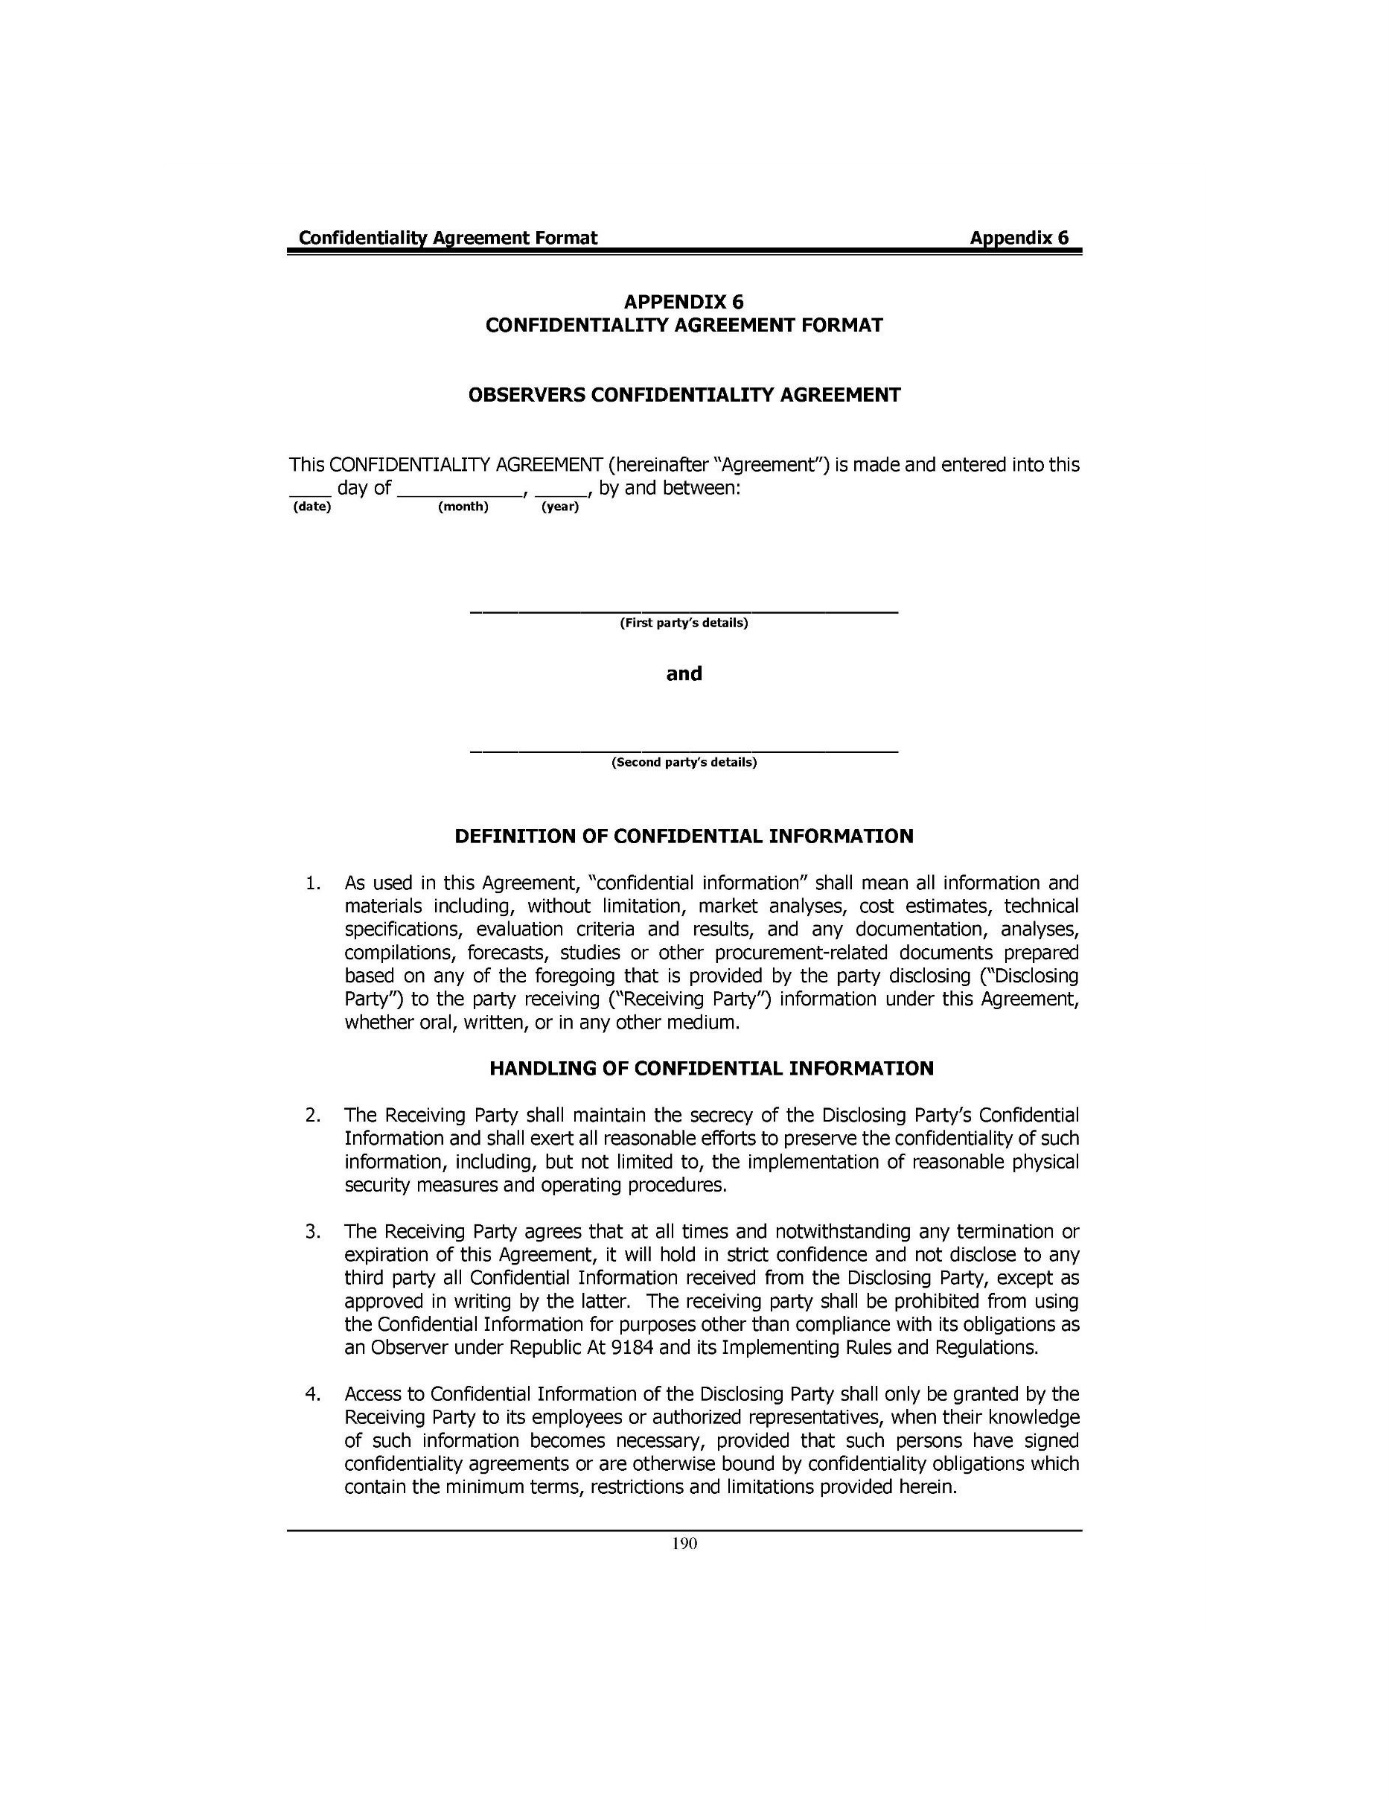 Confidentiality Agreement Format Appendix 6
APPENDIX 6
CONFIDENTIALITY AGREEMENT FORMAT
OBSERVERS CONFIDENTIALITY AGREEMENT
This CONFIDENTIALITY AGREEMENT (hereinafter “Agreement”) is made and entered into this
____ day of ____________, _____, by and between:
(date) (month) (year)
___________________________________
(First party’s details)
and
___________________________________
(Second party’s details)
DEFINITION OF CONFIDENTIAL INFORMATION
1. As used in this Agreement, “confidential information” shall mean all information and
materials including, without limitation, market analyses, cost estimates, technical
specifications, evaluation criteria and results, and any documentation, analyses,
compilations, forecasts, studies or other procurement-related documents prepared
based on any of the foregoing that is provided by the party disclosing (“Disclosing
Party”) to the party receiving (“Receiving Party”) information under this Agreement,
whether oral, written, or in any other medium.
HANDLING OF CONFIDENTIAL INFORMATION
2. The Receiving Party shall maintain the secrecy of the Disclosing Party’s Confidential
Information and shall exert all reasonable efforts to preserve the confidentiality of such
information, including, but not limited to, the implementation of reasonable physical
security measures and operating procedures.
3. The Receiving Party agrees that at all times and notwithstanding any termination or
expiration of this Agreement, it will hold in strict confidence and not disclose to any
third party all Confidential Information received from the Disclosing Party, except as
approved in writing by the latter. The receiving party shall be prohibited from using
the Confidential Information for purposes other than compliance with its obligations as
an Observer under Republic At 9184 and its Implementing Rules and Regulations.
4. Access to Confidential Information of the Disclosing Party shall only be granted by the
Receiving Party to its employees or authorized representatives, when their knowledge
of such information becomes necessary, provided that such persons have signed
confidentiality agreements or are otherwise bound by confidentiality obligations which
contain the minimum terms, restrictions and limitations provided herein.
190